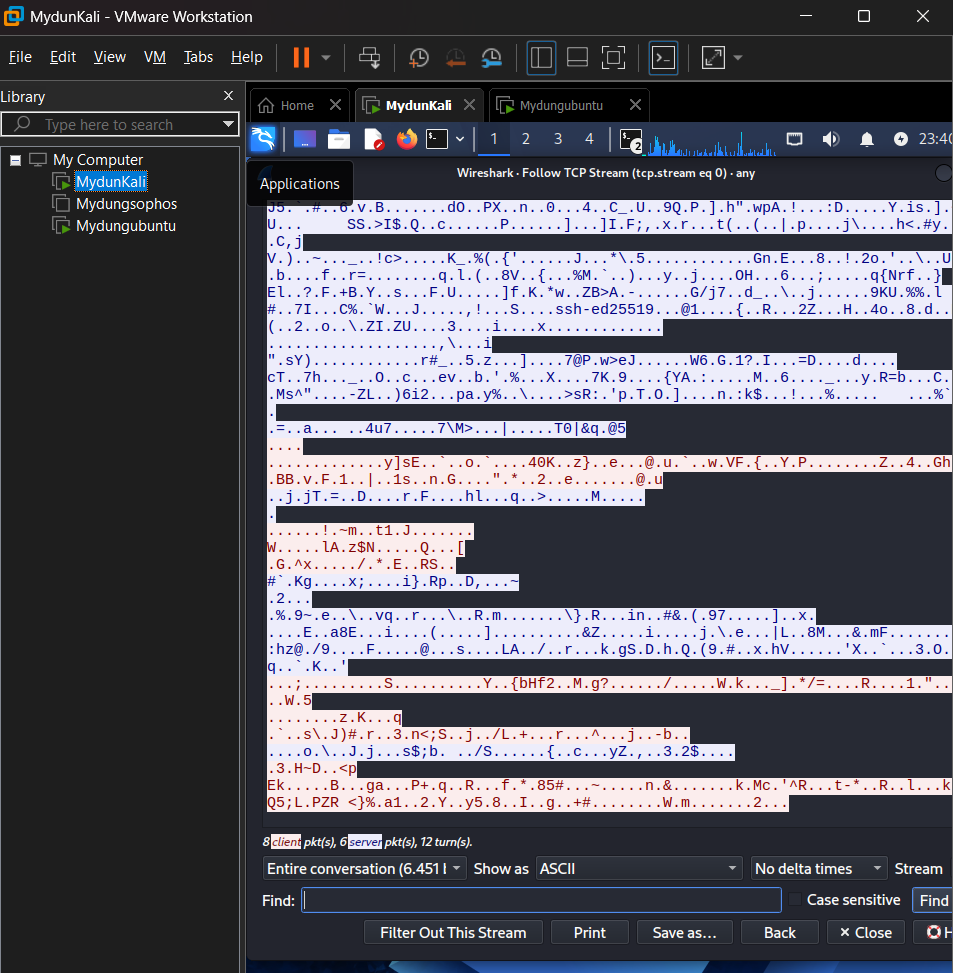 MydunKali - VMware Workstation
File Edit View VM Tabs Help
Library
Type here to search
My Computer
MydunKali
Mydungsophos
Mydungubuntu
Home
MydunKali
Mydungubuntu
1 2 3 4
2
23:40
Applications
Wireshark · Follow TCP Stream (tcp.stream eq 0) · any
J5.`.#..6.v.B.......dO..PX..n..0...4..C_.U..9Q.P.].h".wpA.!...:D.....Y.is.].
U... SS.>I$.Q..c......P......]...]I.F;,.x.r...t(..(..|.p....j\....h<.#y.
.C,j
V.)..~..._..!c>.....K_.%(.{'......J...*\.5............Gn.E...8..!.2o.'..\..U
.b....f..r=........q.l.(..8V..{...%M.`..)...y..j....OH...6...;.....q{Nrf..}
El..?.F.+B.Y..s...F.U.....]f.K.*w..ZB>A.-......G/j7..d_..\..j......9KU.%%.l
#..7I...C%.`W...J.....,!...S....ssh-ed25519...@1....{..R...2Z...H..4o..8.d..
(..2..o..\.ZI.ZU....3....i....x.............
...................,\...i
".sY)............r#_..5.z...]....7@P.w>eJ......W6.G.1?.I...=D....d....
cT..7h..._..O..c...ev..b.'.%...X....7K.9....{YA.:.....M..6...._...y.R=b...C.
.Ms^"....-ZL..)6i2...pa.y%..\....>sR:.'p.T.O.]....n.:k$...!...%..... ...%`
.
.=..a... ..4u7.....7\M>...|.....T0|&q.@5
....
.............y]sE..`..o.`....40K..z}..e...@.u.`..w.VF.{..Y.P........Z..4..Gh
.BB.v.F.1..|..1s..n.G....".*..2..e.......@.u
..j.jT.=..D....r.F....hl...q..>.....M.....
.
......!.~m..t1.J.......
W.....lA.z$N.....Q...[
.G.^x...../.*.E..RS..
#`.Kg....x;....i}.Rp..D,...~
.2...
.%.9~.e..\..vq..r...\..R.m.......\}.R...in..#&.(.97.....]..x.
....E..a8E...i....(.....]..........&Z.....i.....j.\.e...|L..8M...&.mF.......
:hz@./9....F.....@...s....LA../..r...k.gS.D.h.Q.(9.#..x.hV......'X..`...3.O.
q..`.K..'
...;.........S..........Y..{bHf2..M.g?....../.....W.k..._].*/=....R....1."..
..W.5
........z.K...q
.`..s\.J)#.r..3.n<;S..j../L.+...r...^...j..-b..
....o.\..J.j...s$;b. ../S......{..c...yZ.,..3.2$....
.3.H~D..<p
Ek.....B...ga...P+.q..R...f.*.85#...~.....n.&.......k.Mc.'^R...t-*..R..l...k
Q5;L.PZR <}%.a1..2.Y..y5.8..I..g..+#........W.m.......2...
8 client pkt(s), 6 server pkt(s), 12 turn(s).
Entire conversation (6.451 Show as ASCII No delta times Stream
Find: Case sensitive Find
Filter Out This Stream Print Save as… Back × Close H